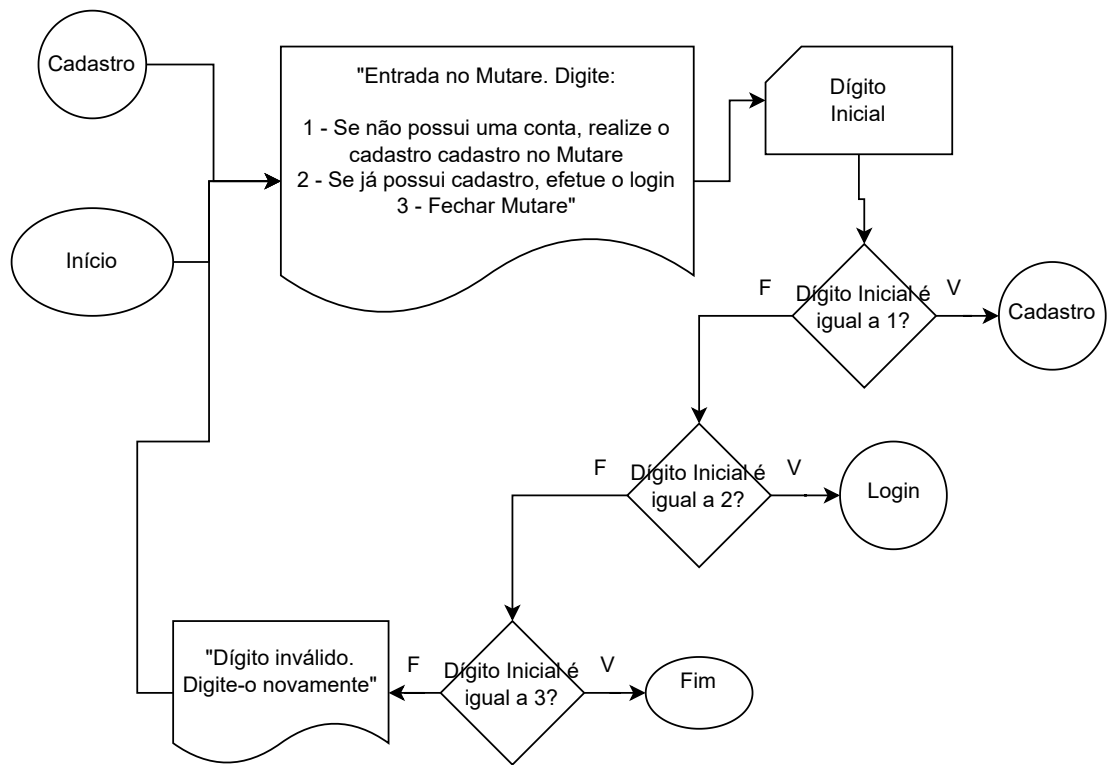 Cadastro
"Entrada no Mutare. Digite:
1 - Se não possui uma conta, realize o
cadastro cadastro no Mutare
2 - Se já possui cadastro, efetue o login
3 - Fechar Mutare"
Dígito
Inicial
Início
F
Dígito Inicial é
igual a 1?
V
Cadastro
F
Dígito Inicial é
igual a 2?
V
Login
"Dígito inválido.
Digite-o novamente"
F
Dígito Inicial é
igual a 3?
V
Fim